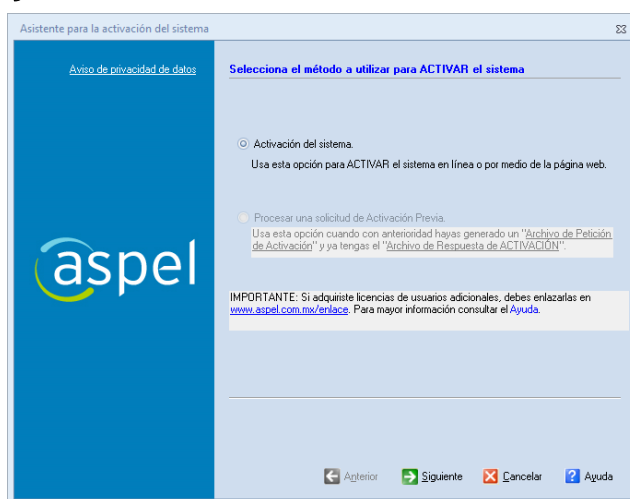 Asistente para la activación del sistema
Aviso de privacidad de datos
Selecciona el método a utilizar para ACTIVAR el sistema
Activación del sistema.
Usa esta opción para ACTIVAR el sistema en línea o por medio de la página web.
Procesar una solicitud de Activación Previa.
Usa esta opción cuando con anterioridad hayas generado un "Archivo de Petición
de Activación" y ya tengas el "Archivo de Respuesta de ACTIVACIÓN".
aspel
IMPORTANTE: Si adquiriste licencias de usuarios adicionales, debes enlazarlas en
www.aspel.com.mx/enlace. Para mayor información consultar el Ayuda.
Anterior
Siguiente
Cancelar
Ayuda